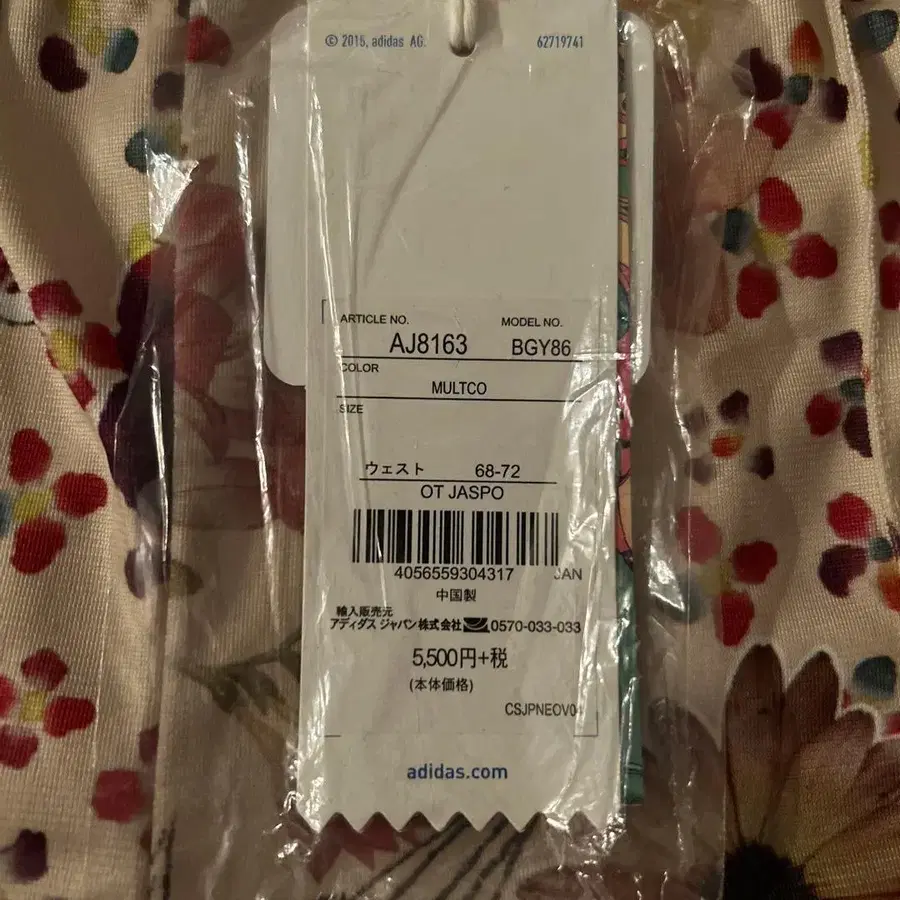 © 2015, adidas AG. 62719741
ARTICLE NO. MODEL NO.
AJ8163 BGY86
COLOR
MULTCO
SIZE
ウェスト 68-72
OT JASPO
4056559304317 JAN
中国製
輸入販売元
アディダス ジャパン株式会社 0570-033-033
5,500円+税
(本体価格)
CSJPNEOV04
adidas.com